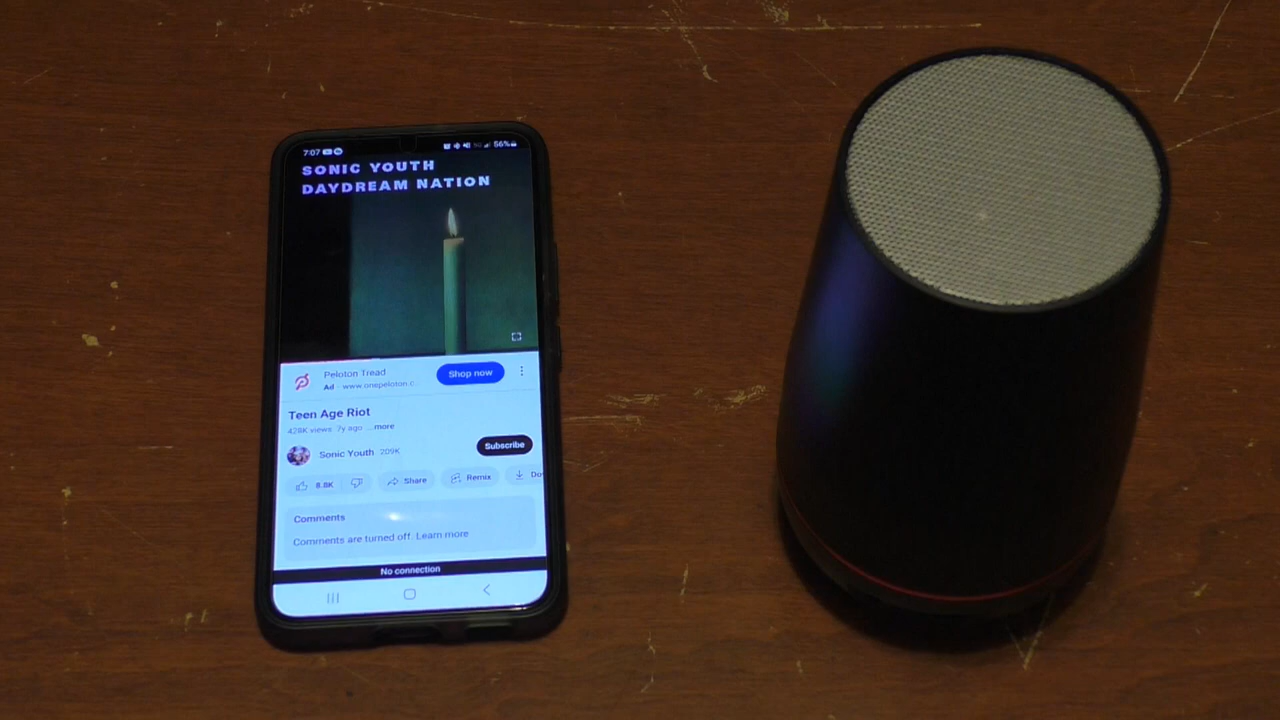 7:07 56%
SONIC YOUTH
DAYDREAM NATION
Peloton Tread
Ad · www.onepeloton.c...
Shop now
Teen Age Riot
428K views 7y ago ...more
Sonic Youth 209K
Subscribe
8.8K Share Remix Do
Comments
Comments are turned off. Learn more
No connection